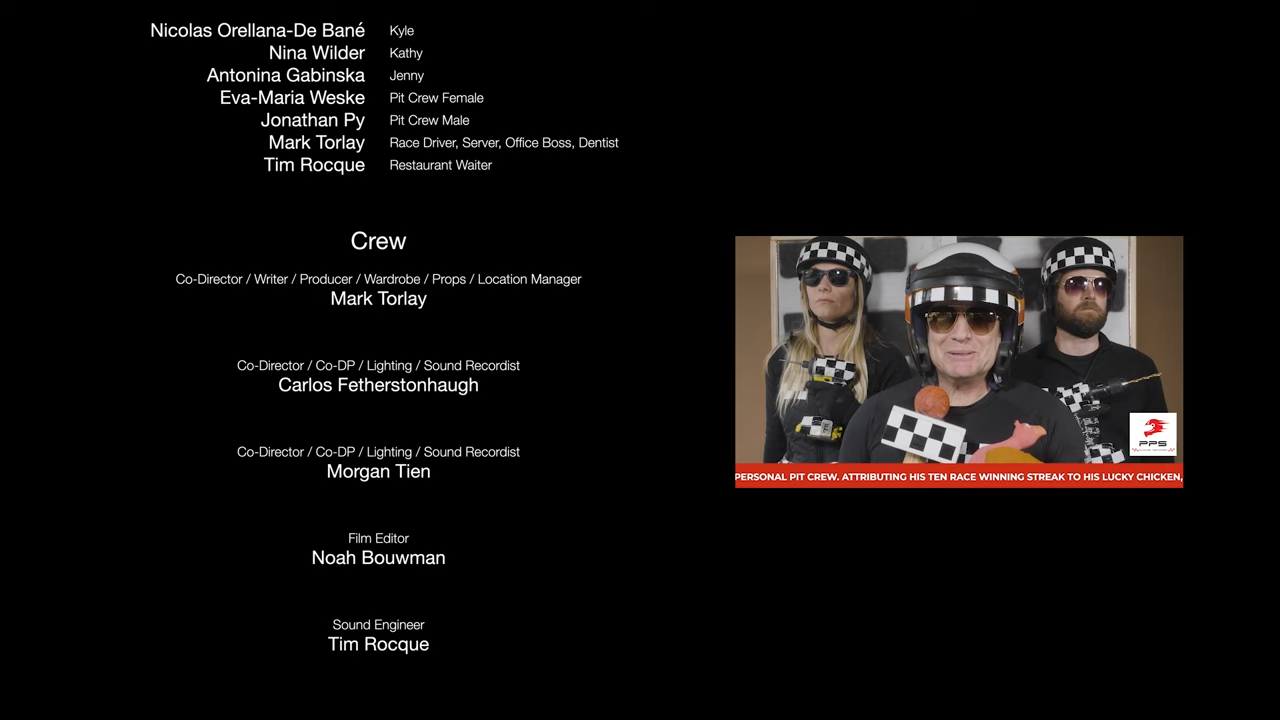 Nicolas Orellana-De Bané Kyle
Nina Wilder Kathy
Antonina Gabinska Jenny
Eva-Maria Weske Pit Crew Female
Jonathan Py Pit Crew Male
Mark Torlay Race Driver, Server, Office Boss, Dentist
Tim Rocque Restaurant Waiter
Crew
Co-Director / Writer / Producer / Wardrobe / Props / Location Manager
Mark Torlay
Co-Director / Co-DP / Lighting / Sound Recordist
Carlos Fetherstonhaugh
Co-Director / Co-DP / Lighting / Sound Recordist
Morgan Tien
Film Editor
Noah Bouwman
Sound Engineer
Tim Rocque
PPS
PERSONAL PIT CREW. ATTRIBUTING HIS TEN RACE WINNING STREAK TO HIS LUCKY CHICKEN,